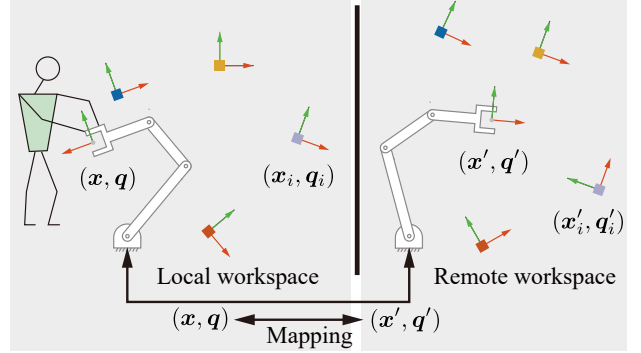 (x, q)
(x_i, q_i)
(x′, q′)
(x′_i, q′_i)
Local workspace
Remote workspace
(x, q)
(x′, q′)
Mapping